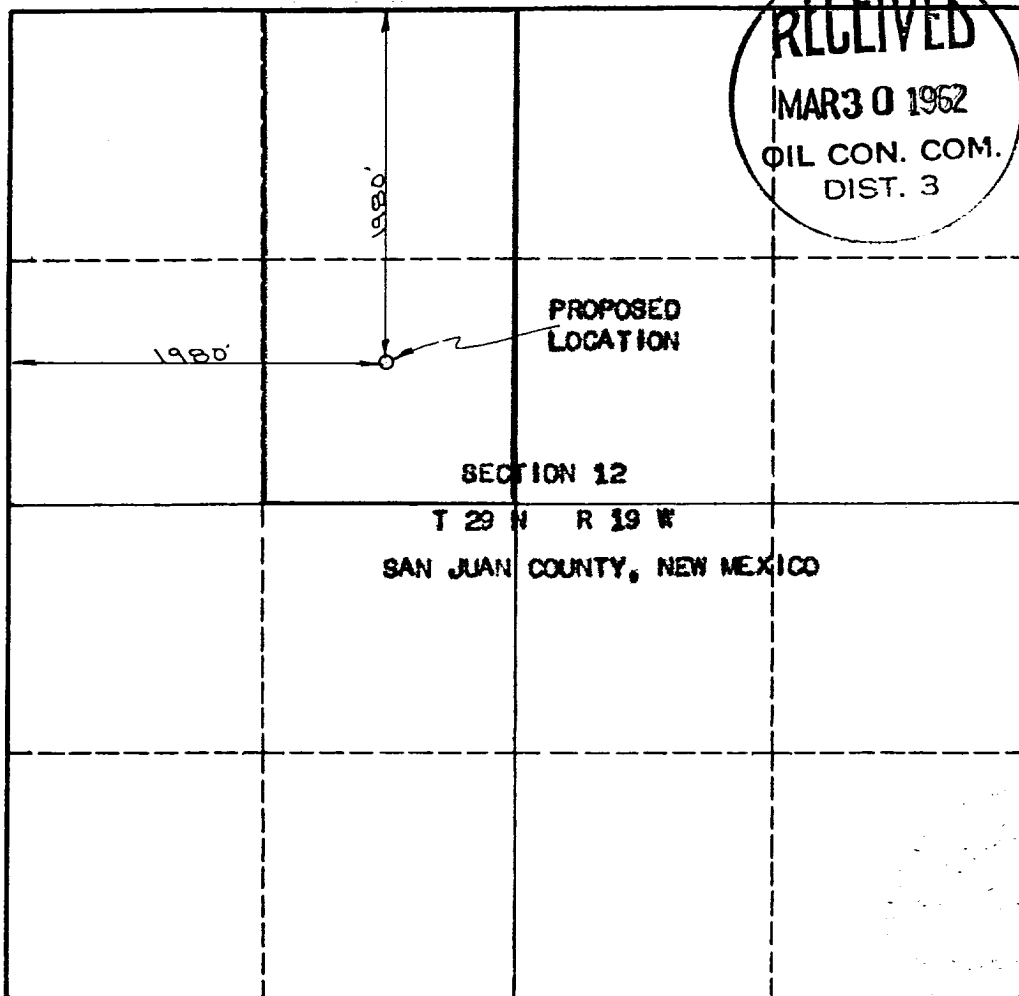 RECEIVED
MAR 30 1962
OIL CON. COM.
DIST. 3
1980'
PROPOSED
LOCATION
1980'
SECTION 12
T 29 N R 19 W
SAN JUAN COUNTY, NEW MEXICO